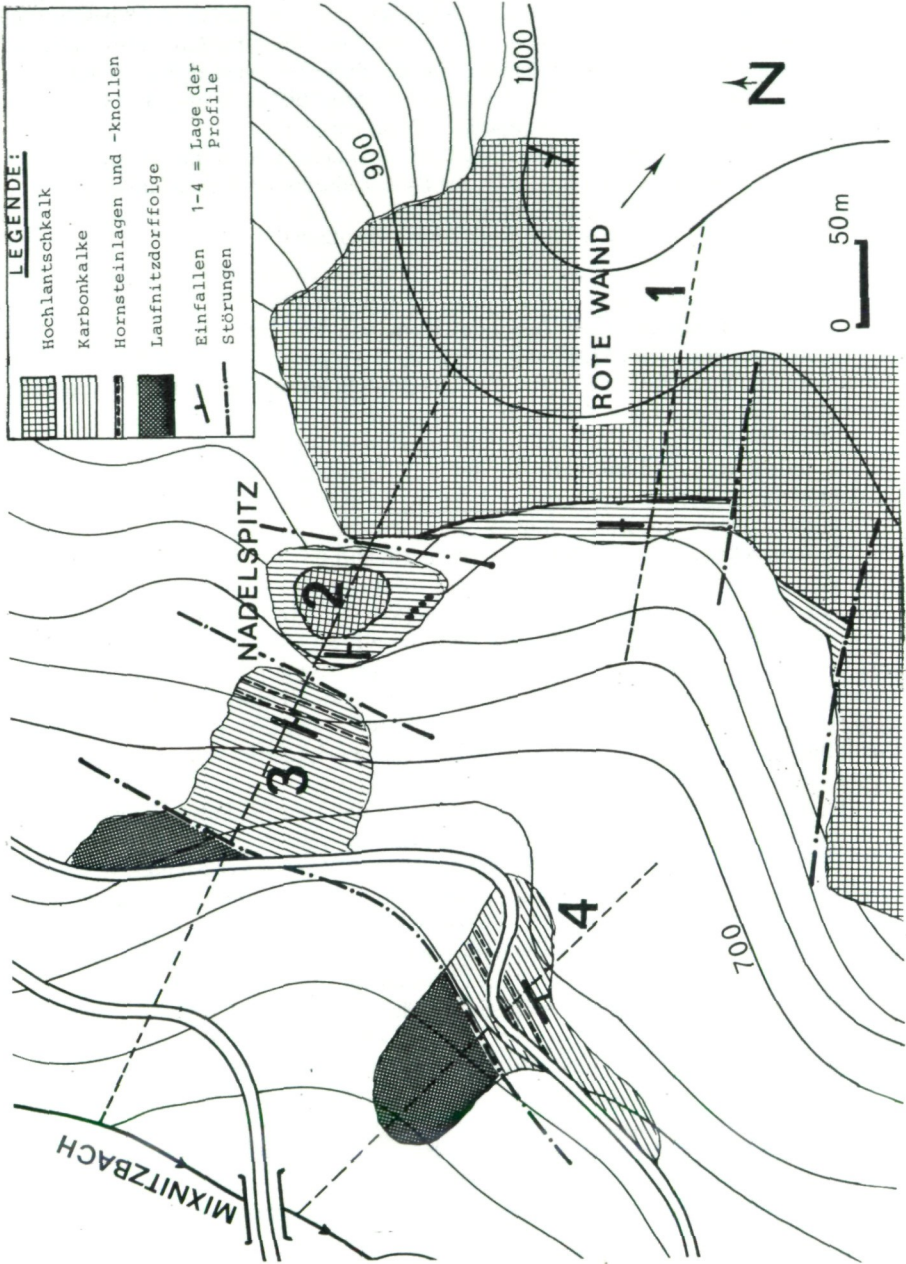 LEGENDE:
Hochlantschkalk
Karbonkalke
Hornsteinlagen und -knollen
Laufnitzdorffolge
Einfallen 1-4 = Lage der
Profile
Störungen
900
1000
N
NADELSPITZ
ROTE WAND
1
2
3
4
0 50m
700
MIXNITZBACH